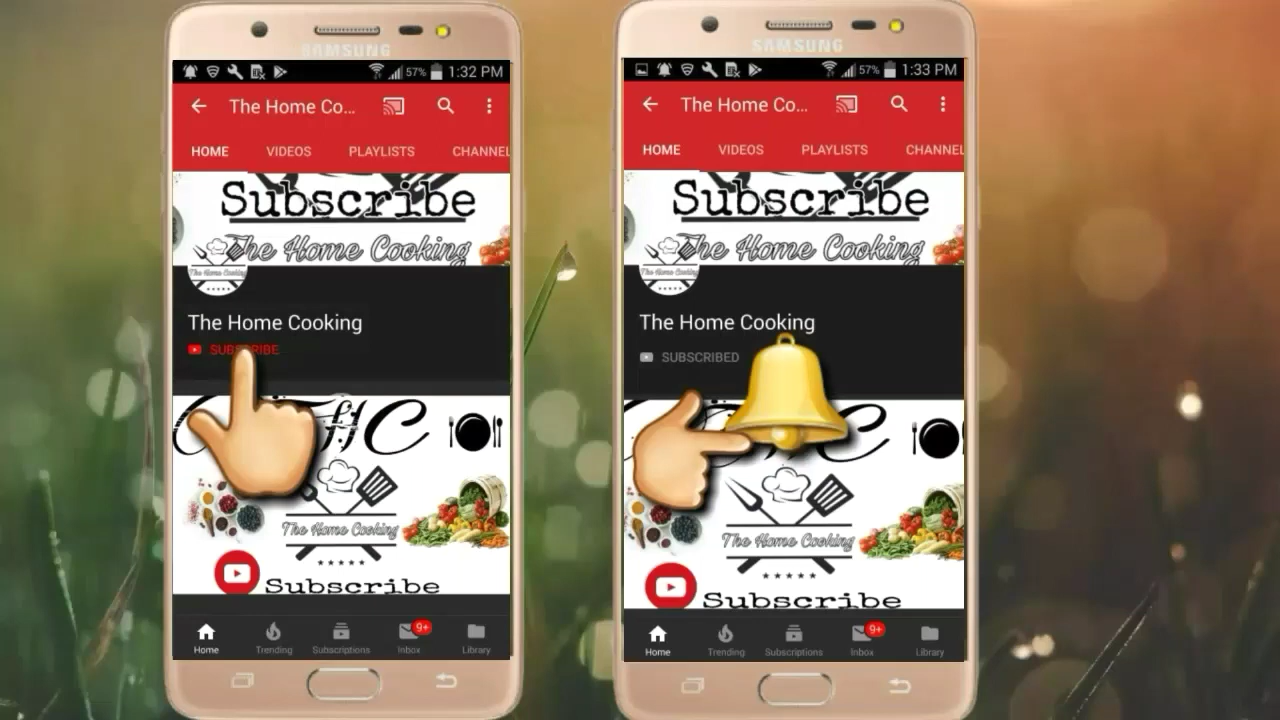 SAMSUNG
57% 1:32 PM
The Home Co...
HOME VIDEOS PLAYLISTS CHANNEL
Subscribe
The Home Cooking
The Home Cooking
The Home Cooking
SUBSCRIBE
The Home Cooking
Subscribe
Home Trending Subscriptions Inbox 9+ Library
SAMSUNG
57% 1:33 PM
The Home Co...
HOME VIDEOS PLAYLISTS CHANNEL
Subscribe
The Home Cooking
The Home Cooking
The Home Cooking
SUBSCRIBED
The Home Cooking
Subscribe
Home Trending Subscriptions Inbox 9+ Library